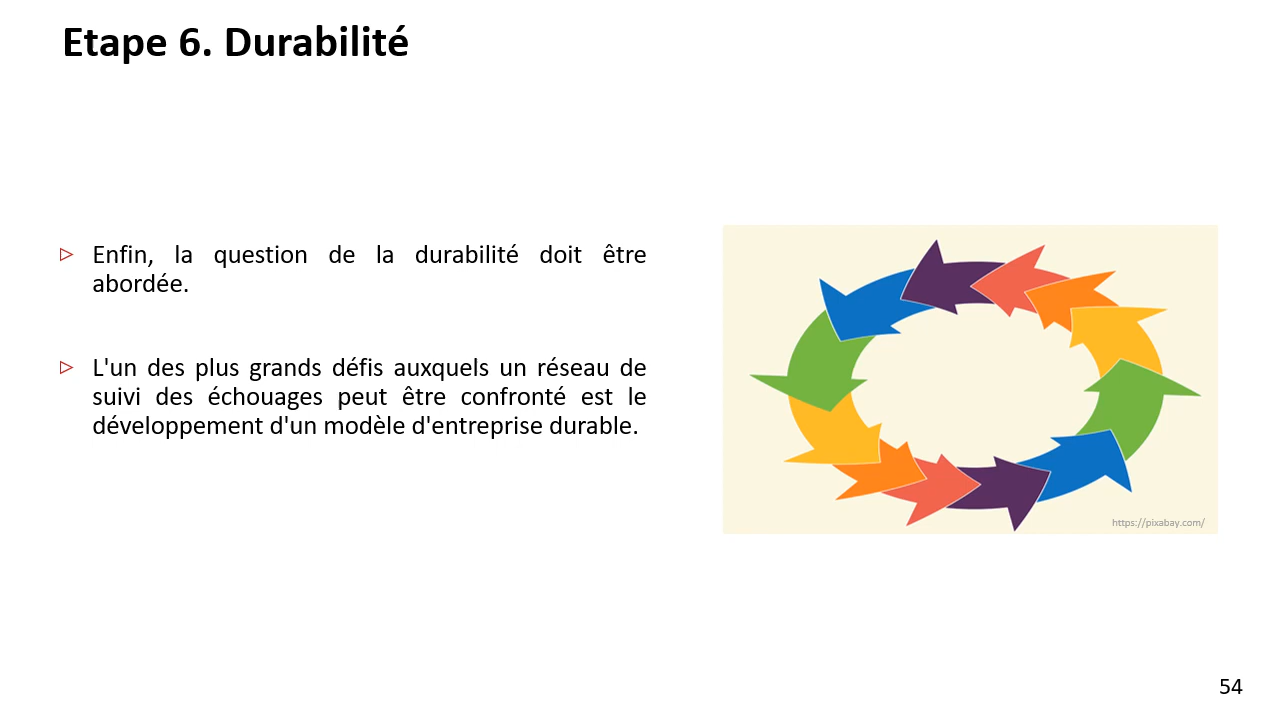 Etape 6. Durabilité
Enfin, la question de la durabilité doit être
abordée.
L'un des plus grands défis auxquels un réseau de
suivi des échouages peut être confronté est le
développement d'un modèle d'entreprise durable.
https://pixabay.com/
54